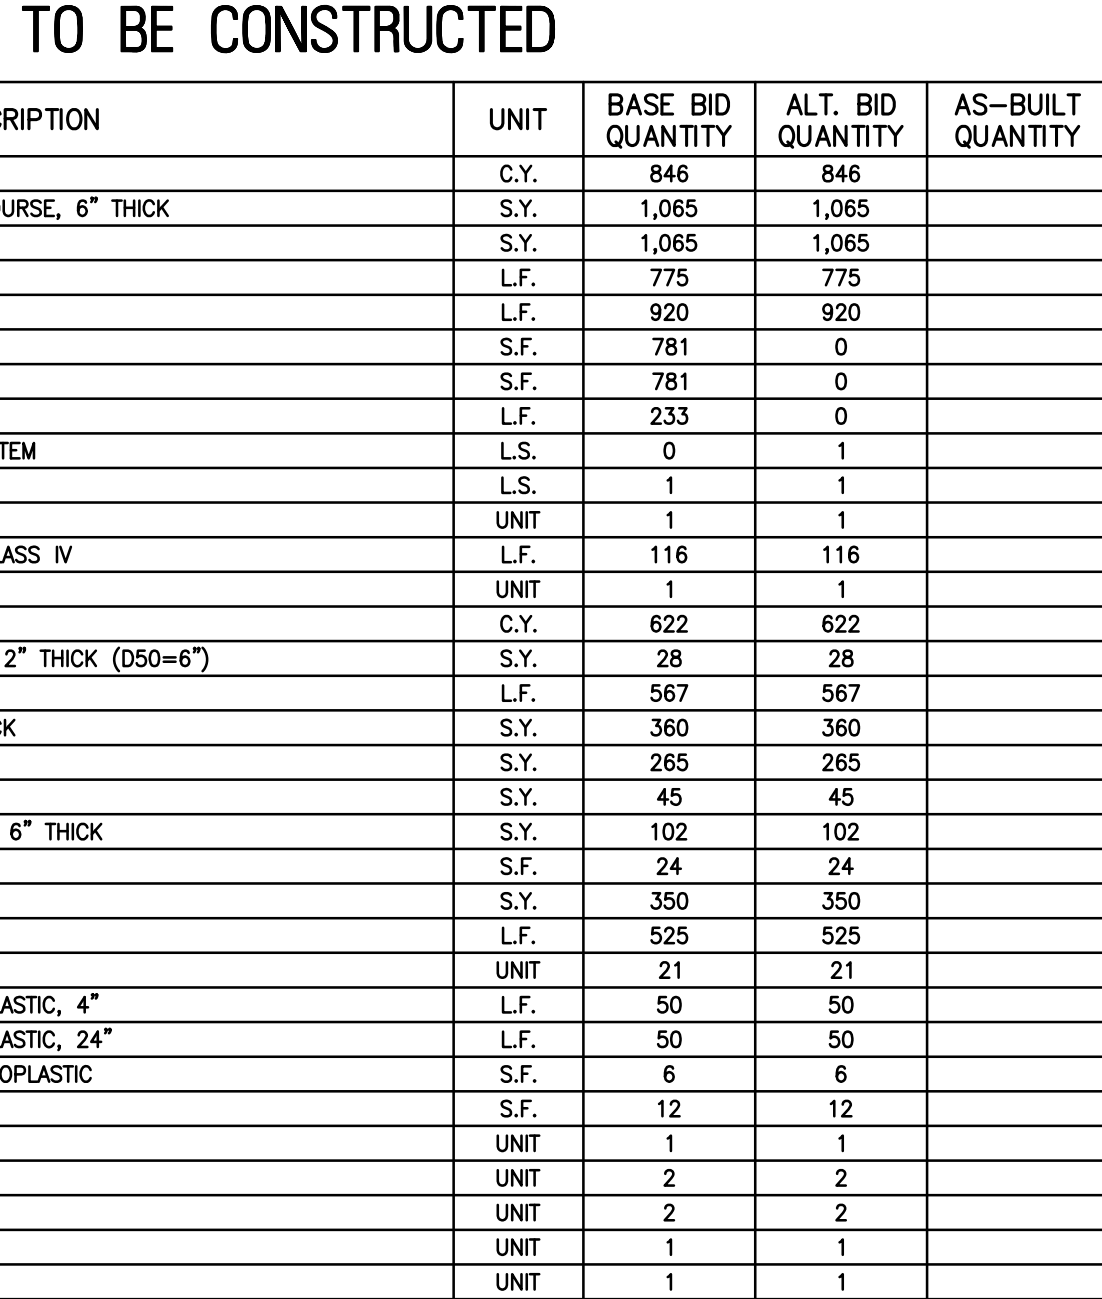 TO BE CONSTRUCTED
CRIPTION UNIT BASE BID QUANTITY ALT. BID QUANTITY AS-BUILT QUANTITY
C.Y. 846 846
OURSE, 6" THICK S.Y. 1,065 1,065
S.Y. 1,065 1,065
L.F. 775 775
L.F. 920 920
S.F. 781 0
S.F. 781 0
L.F. 233 0
TEM L.S. 0 1
L.S. 1 1
UNIT 1 1
LASS IV L.F. 116 116
UNIT 1 1
C.Y. 622 622
2" THICK (D50=6") S.Y. 28 28
L.F. 567 567
CK S.Y. 360 360
S.Y. 265 265
S.Y. 45 45
6" THICK S.Y. 102 102
S.F. 24 24
S.Y. 350 350
L.F. 525 525
UNIT 21 21
LASTIC, 4" L.F. 50 50
LASTIC, 24" L.F. 50 50
OPLASTIC S.F. 6 6
S.F. 12 12
UNIT 1 1
UNIT 2 2
UNIT 2 2
UNIT 1 1
UNIT 1 1